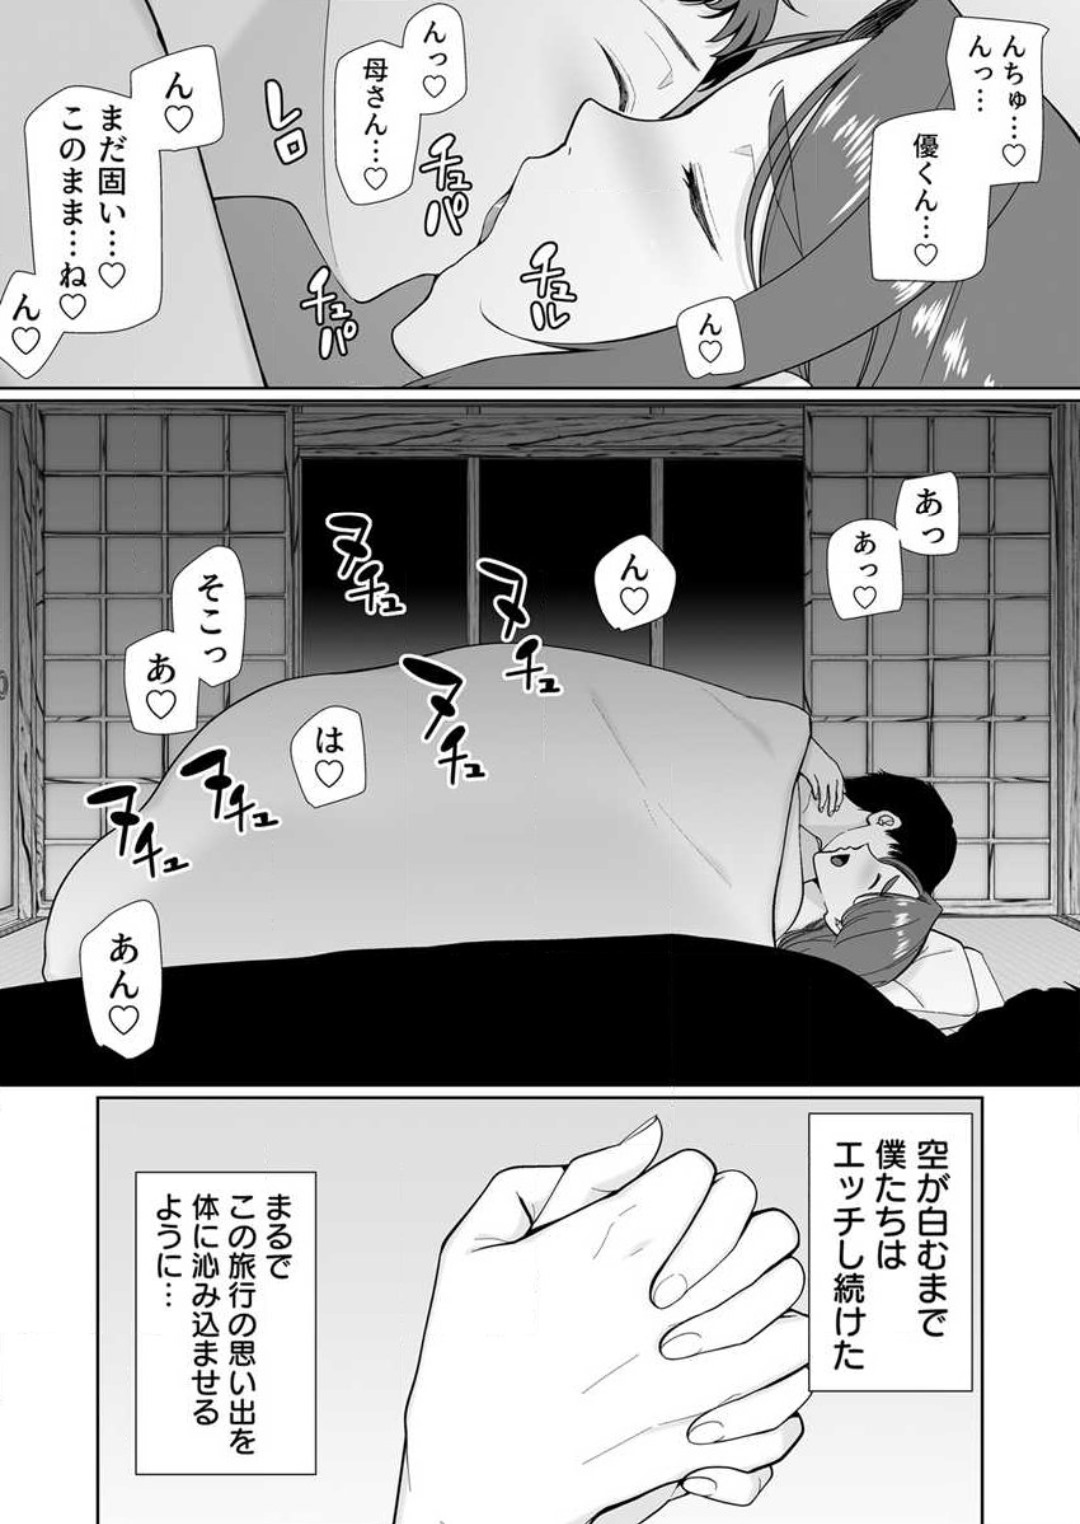 んちゅ…♡
んっ…
優くん…♡
んっ♡
母さん…♡
ん♡
まだ固い…♡
このまま…ね♡
ん♡
ん♡
レロ
チュパ
チュル
チュパ
あっ
あっ♡
ん♡
そこっ
あ♡
は♡
あん♡
ヌチュ
ヌチュ
ヌチュ
ヌチュ
ヌチュ
空が白むまで
僕たちは
エッチし続けた
まるで
この旅行の思い出を
体に沁み込ませる
ように…